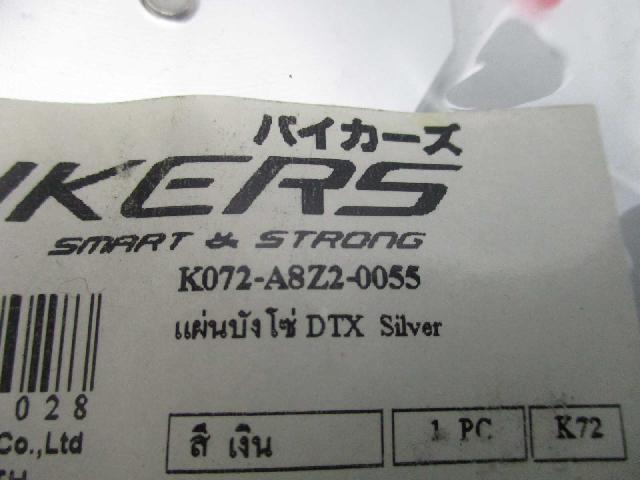 バイカーズ
IKERS
SMART & STRONG
K072-A8Z2-0055
แผ่นบังโซ่ DTX Silver
028
Co.,Ltd
สี เงิน
1 PC
K72